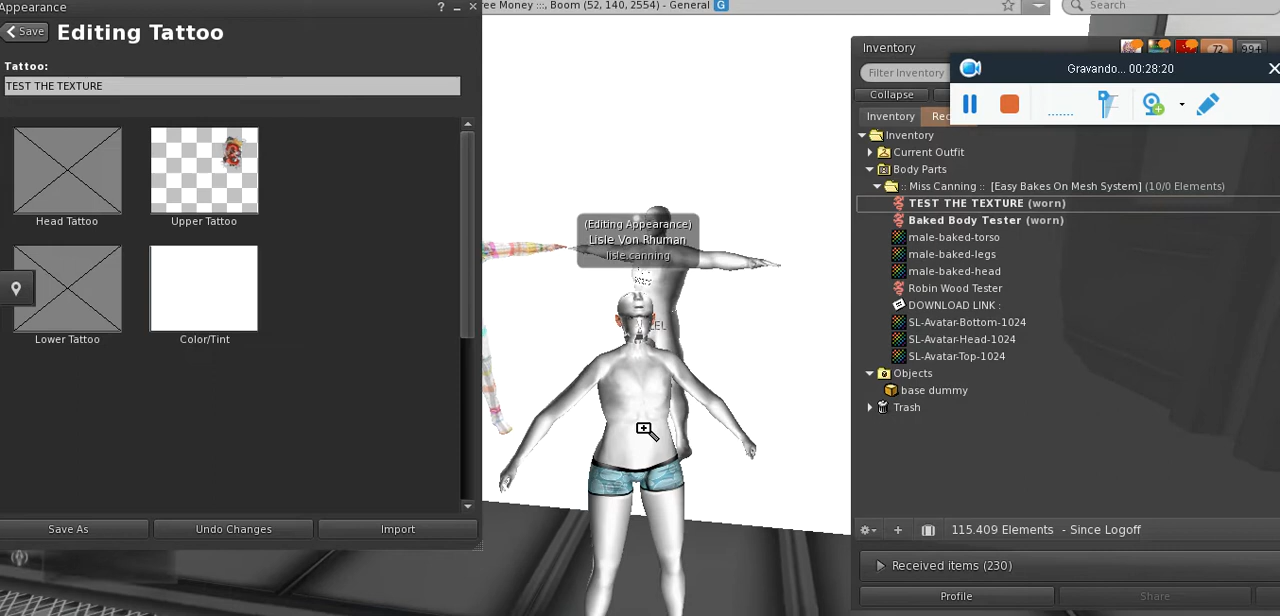 Appearance
?
Save
Editing Tattoo
Tattoo:
TEST THE TEXTURE
Head Tattoo
Upper Tattoo
Lower Tattoo
Color/Tint
Save As
Undo Changes
Import
ree Money :::, Boom (52, 140, 2554) - General G
Search
(Editing Appearance)
Lisle Von Rhuman
lisle.canning
Inventory
72
99+
Filter Inventory
Gravando... 00:28:20
Collapse
Inventory
Rec
Inventory
Current Outfit
Body Parts
:: Miss Canning :: [Easy Bakes On Mesh System] (10/0 Elements)
TEST THE TEXTURE (worn)
Baked Body Tester (worn)
male-baked-torso
male-baked-legs
male-baked-head
Robin Wood Tester
DOWNLOAD LINK :
SL-Avatar-Bottom-1024
SL-Avatar-Head-1024
SL-Avatar-Top-1024
Objects
base dummy
Trash
115.409 Elements - Since Logoff
Received items (230)
Profile
Share